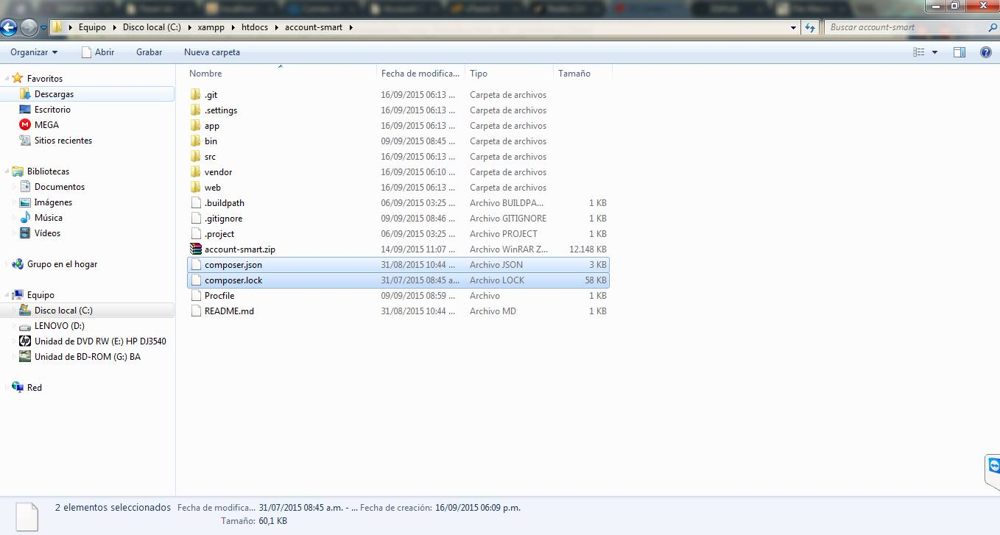 Equipo Disco local (C:) xampp htdocs account-smart
Buscar account-smart
Organizar Abrir Grabar Nueva carpeta
Favoritos
Descargas
Escritorio
MEGA
Sitios recientes
Bibliotecas
Documentos
Imágenes
Música
Vídeos
Grupo en el hogar
Equipo
Disco local (C:)
LENOVO (D:)
Unidad de DVD RW (E:) HP DJ3540
Unidad de BD-ROM (G:) BA
Red
Nombre Fecha de modifica... Tipo Tamaño
.git 16/09/2015 06:13 ... Carpeta de archivos
.settings 16/09/2015 06:13 ... Carpeta de archivos
app 16/09/2015 06:13 ... Carpeta de archivos
bin 09/09/2015 08:45 ... Carpeta de archivos
src 16/09/2015 06:13 ... Carpeta de archivos
vendor 16/09/2015 06:10 ... Carpeta de archivos
web 16/09/2015 06:13 ... Carpeta de archivos
.buildpath 06/09/2015 03:25 ... Archivo BUILDPA... 1 KB
.gitignore 09/09/2015 08:46 ... Archivo GITIGNORE 1 KB
.project 06/09/2015 03:25 ... Archivo PROJECT 1 KB
account-smart.zip 14/09/2015 11:07 ... Archivo WinRAR Z... 12.148 KB
composer.json 31/08/2015 10:44 ... Archivo JSON 3 KB
composer.lock 31/07/2015 08:45 a... Archivo LOCK 58 KB
Procfile 09/09/2015 08:59 ... Archivo 1 KB
README.md 31/08/2015 10:44 ... Archivo MD 1 KB
2 elementos seleccionados Fecha de modifica... 31/07/2015 08:45 a.m. - ... Fecha de creación: 16/09/2015 06:09 p.m.
Tamaño: 60,1 KB